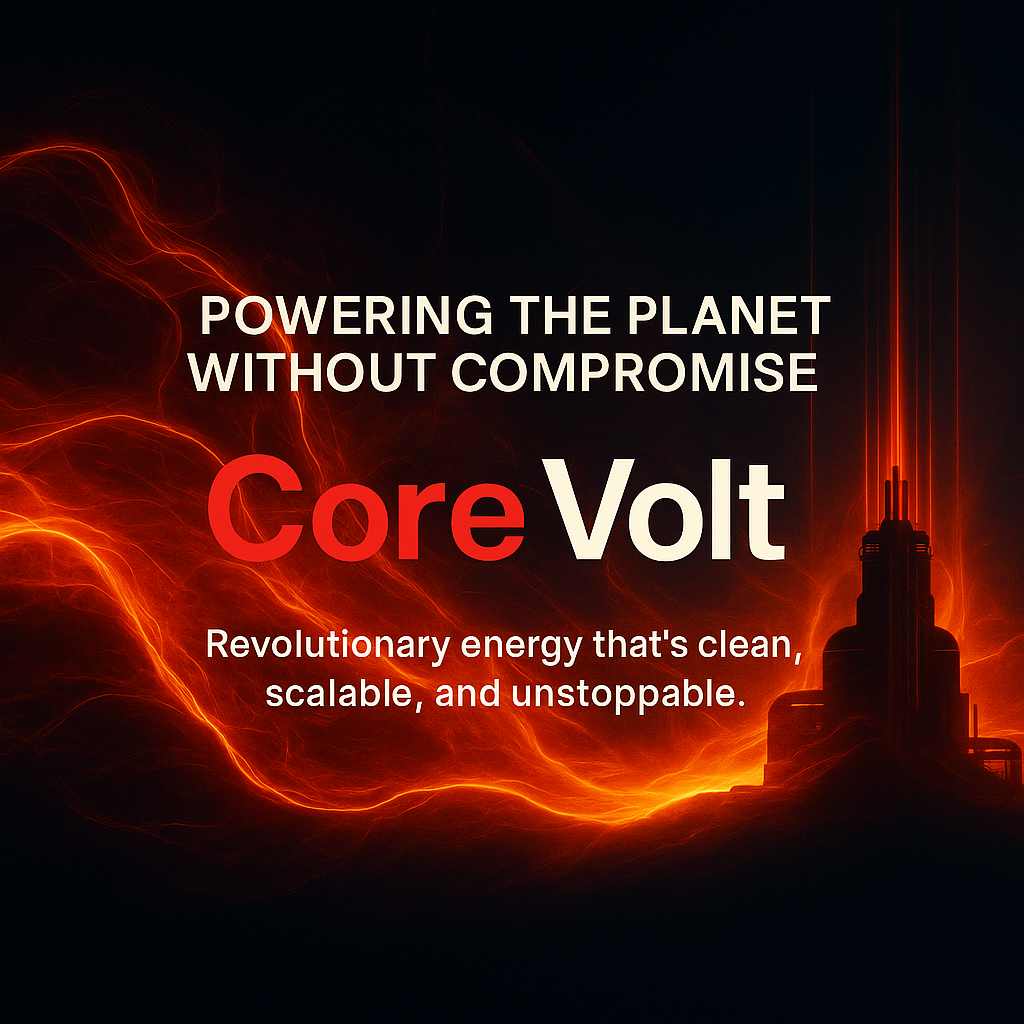 POWERING THE PLANET
WITHOUT COMPROMISE
Core Volt
Revolutionary energy that's clean,
scalable, and unstoppable.